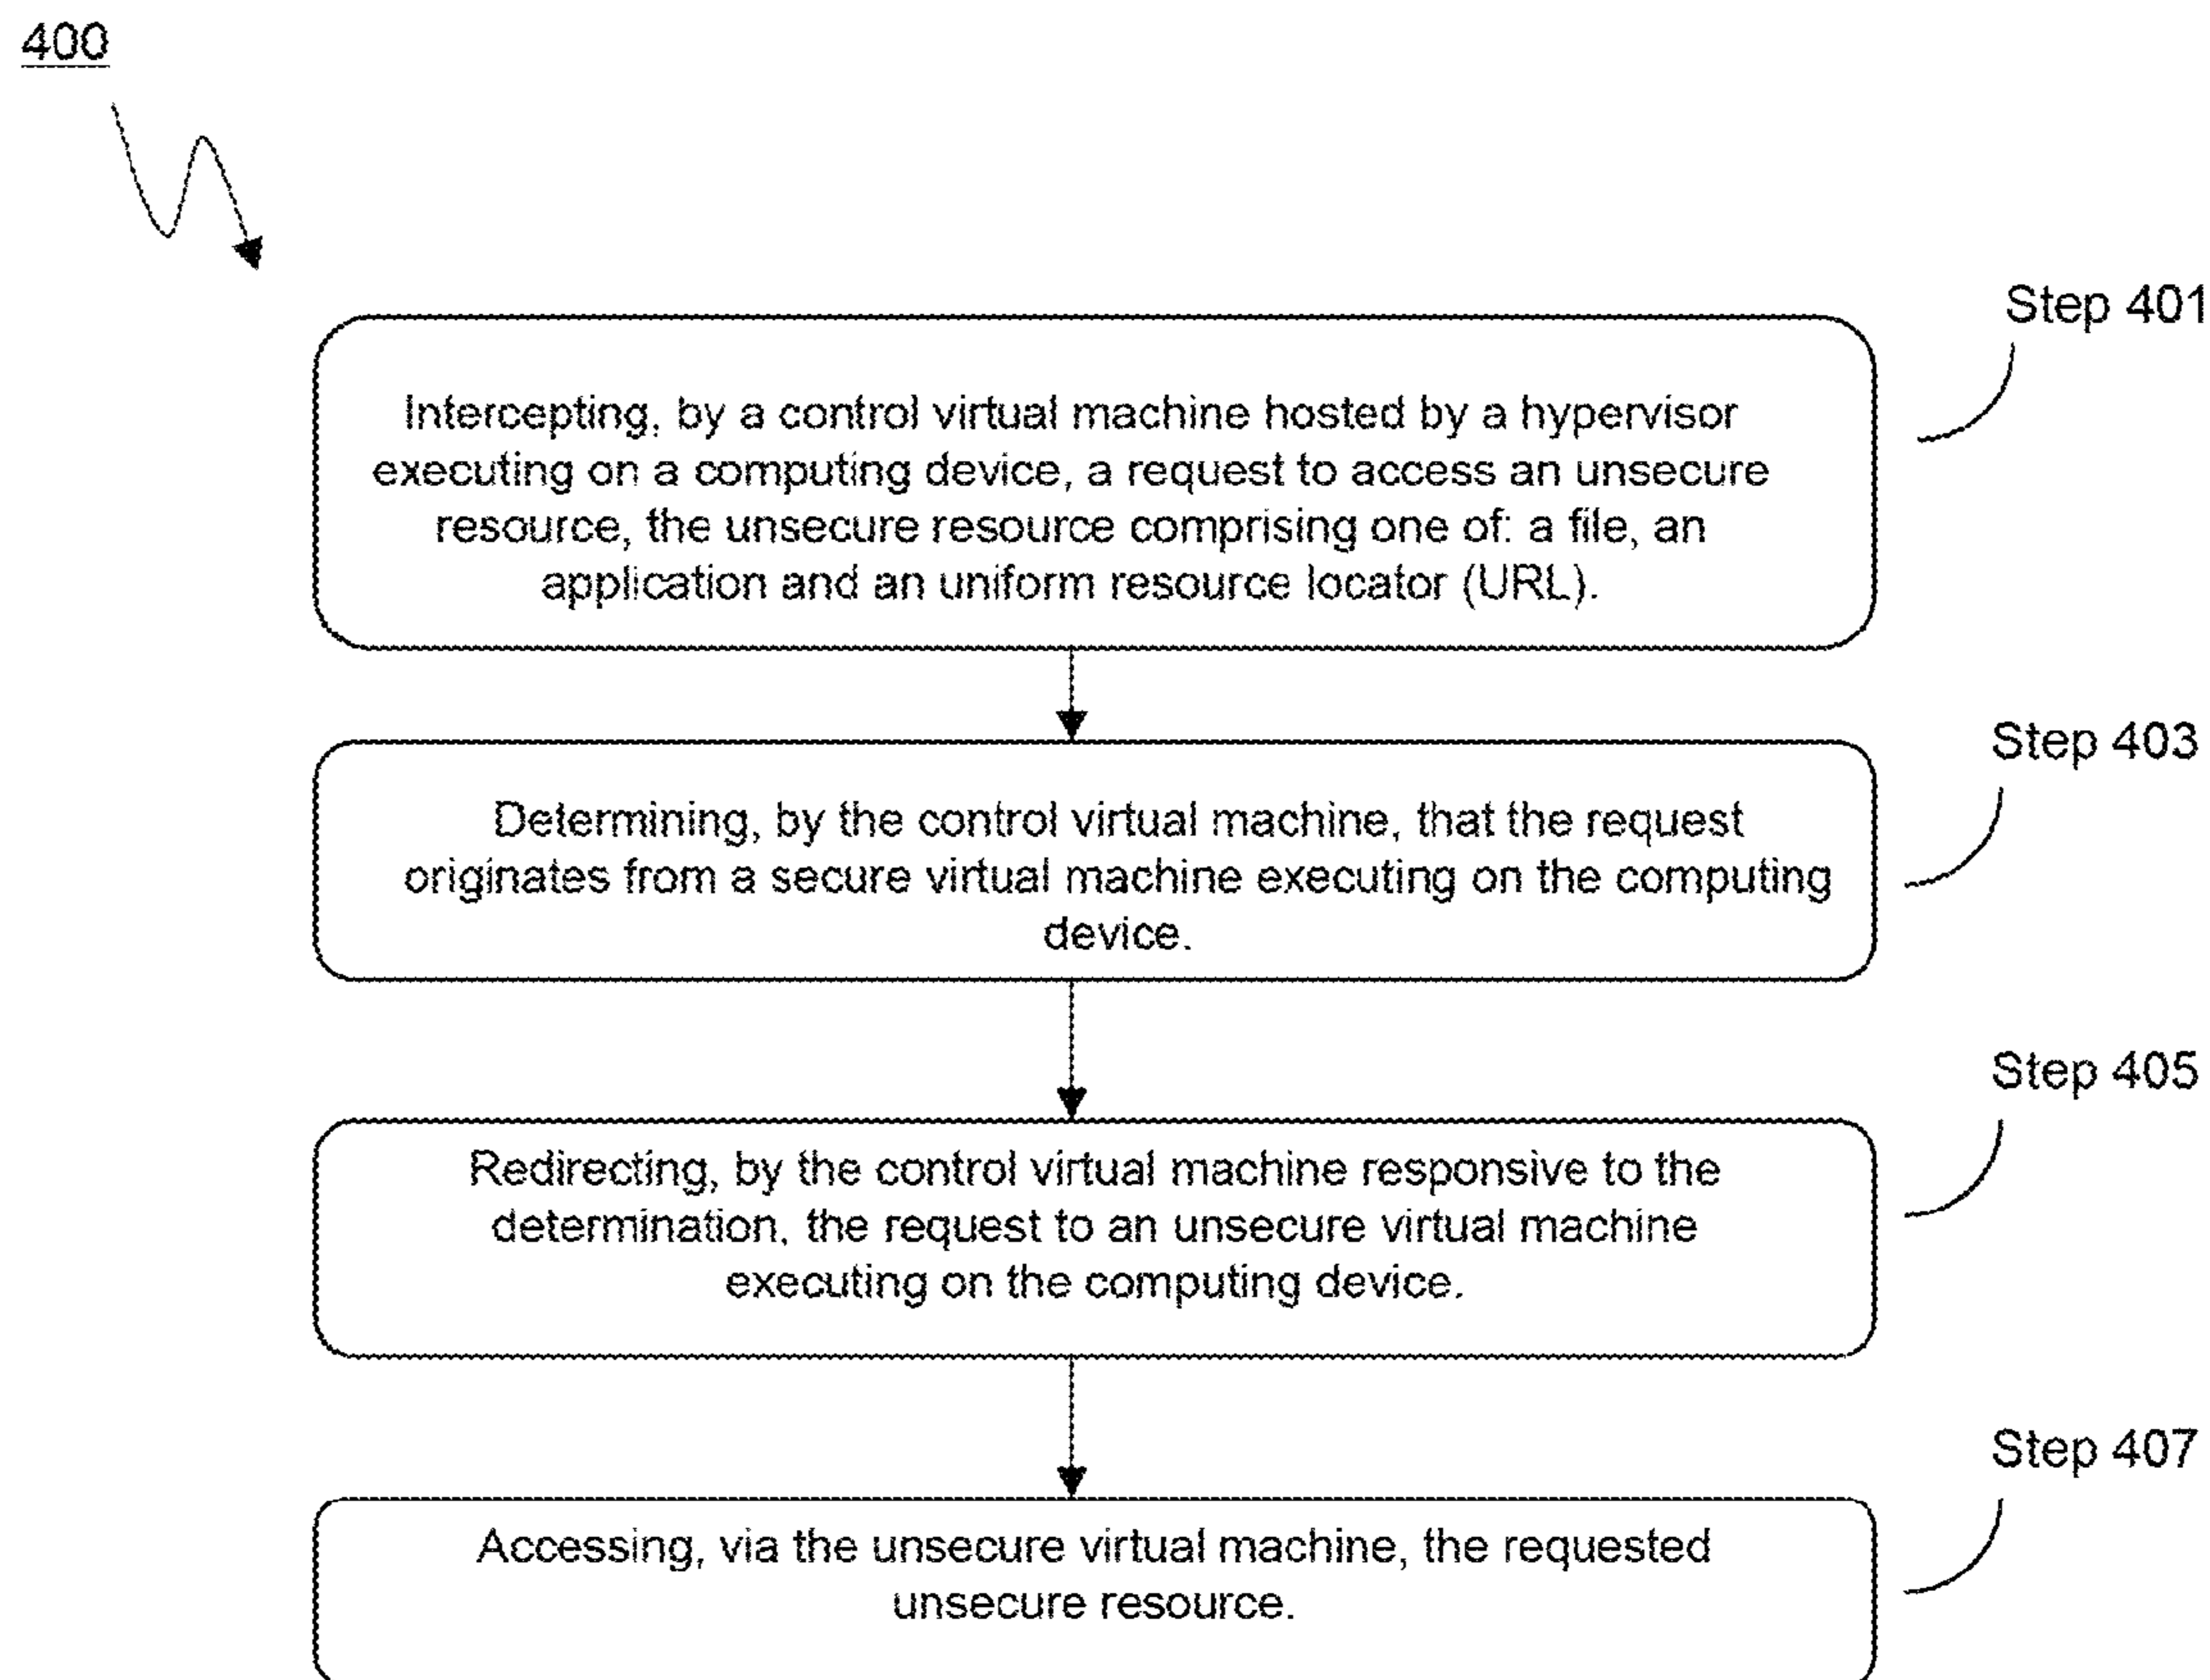 400
Step 401
Intercepting, by a control virtual machine hosted by a hypervisor
executing on a computing device, a request to access an unsecure
resource, the unsecure resource comprising one of: a file, an
application and an uniform resource locator (URL).
Step 403
Determining, by the control virtual machine, that the request
originates from a secure virtual machine executing on the computing
device.
Step 405
Redirecting, by the control virtual machine responsive to the
determination, the request to an unsecure virtual machine
executing on the computing device.
Step 407
Accessing, via the unsecure virtual machine, the requested
unsecure resource.